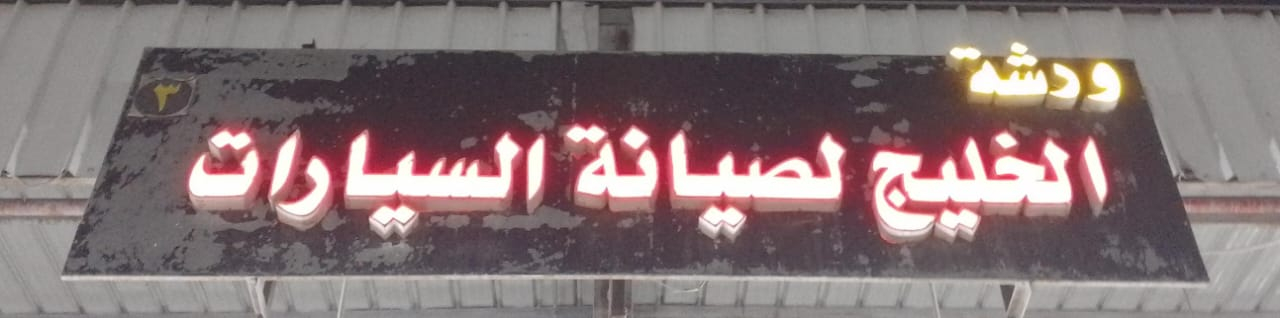 ورشة
الخليج لصيانة السيارات
٣